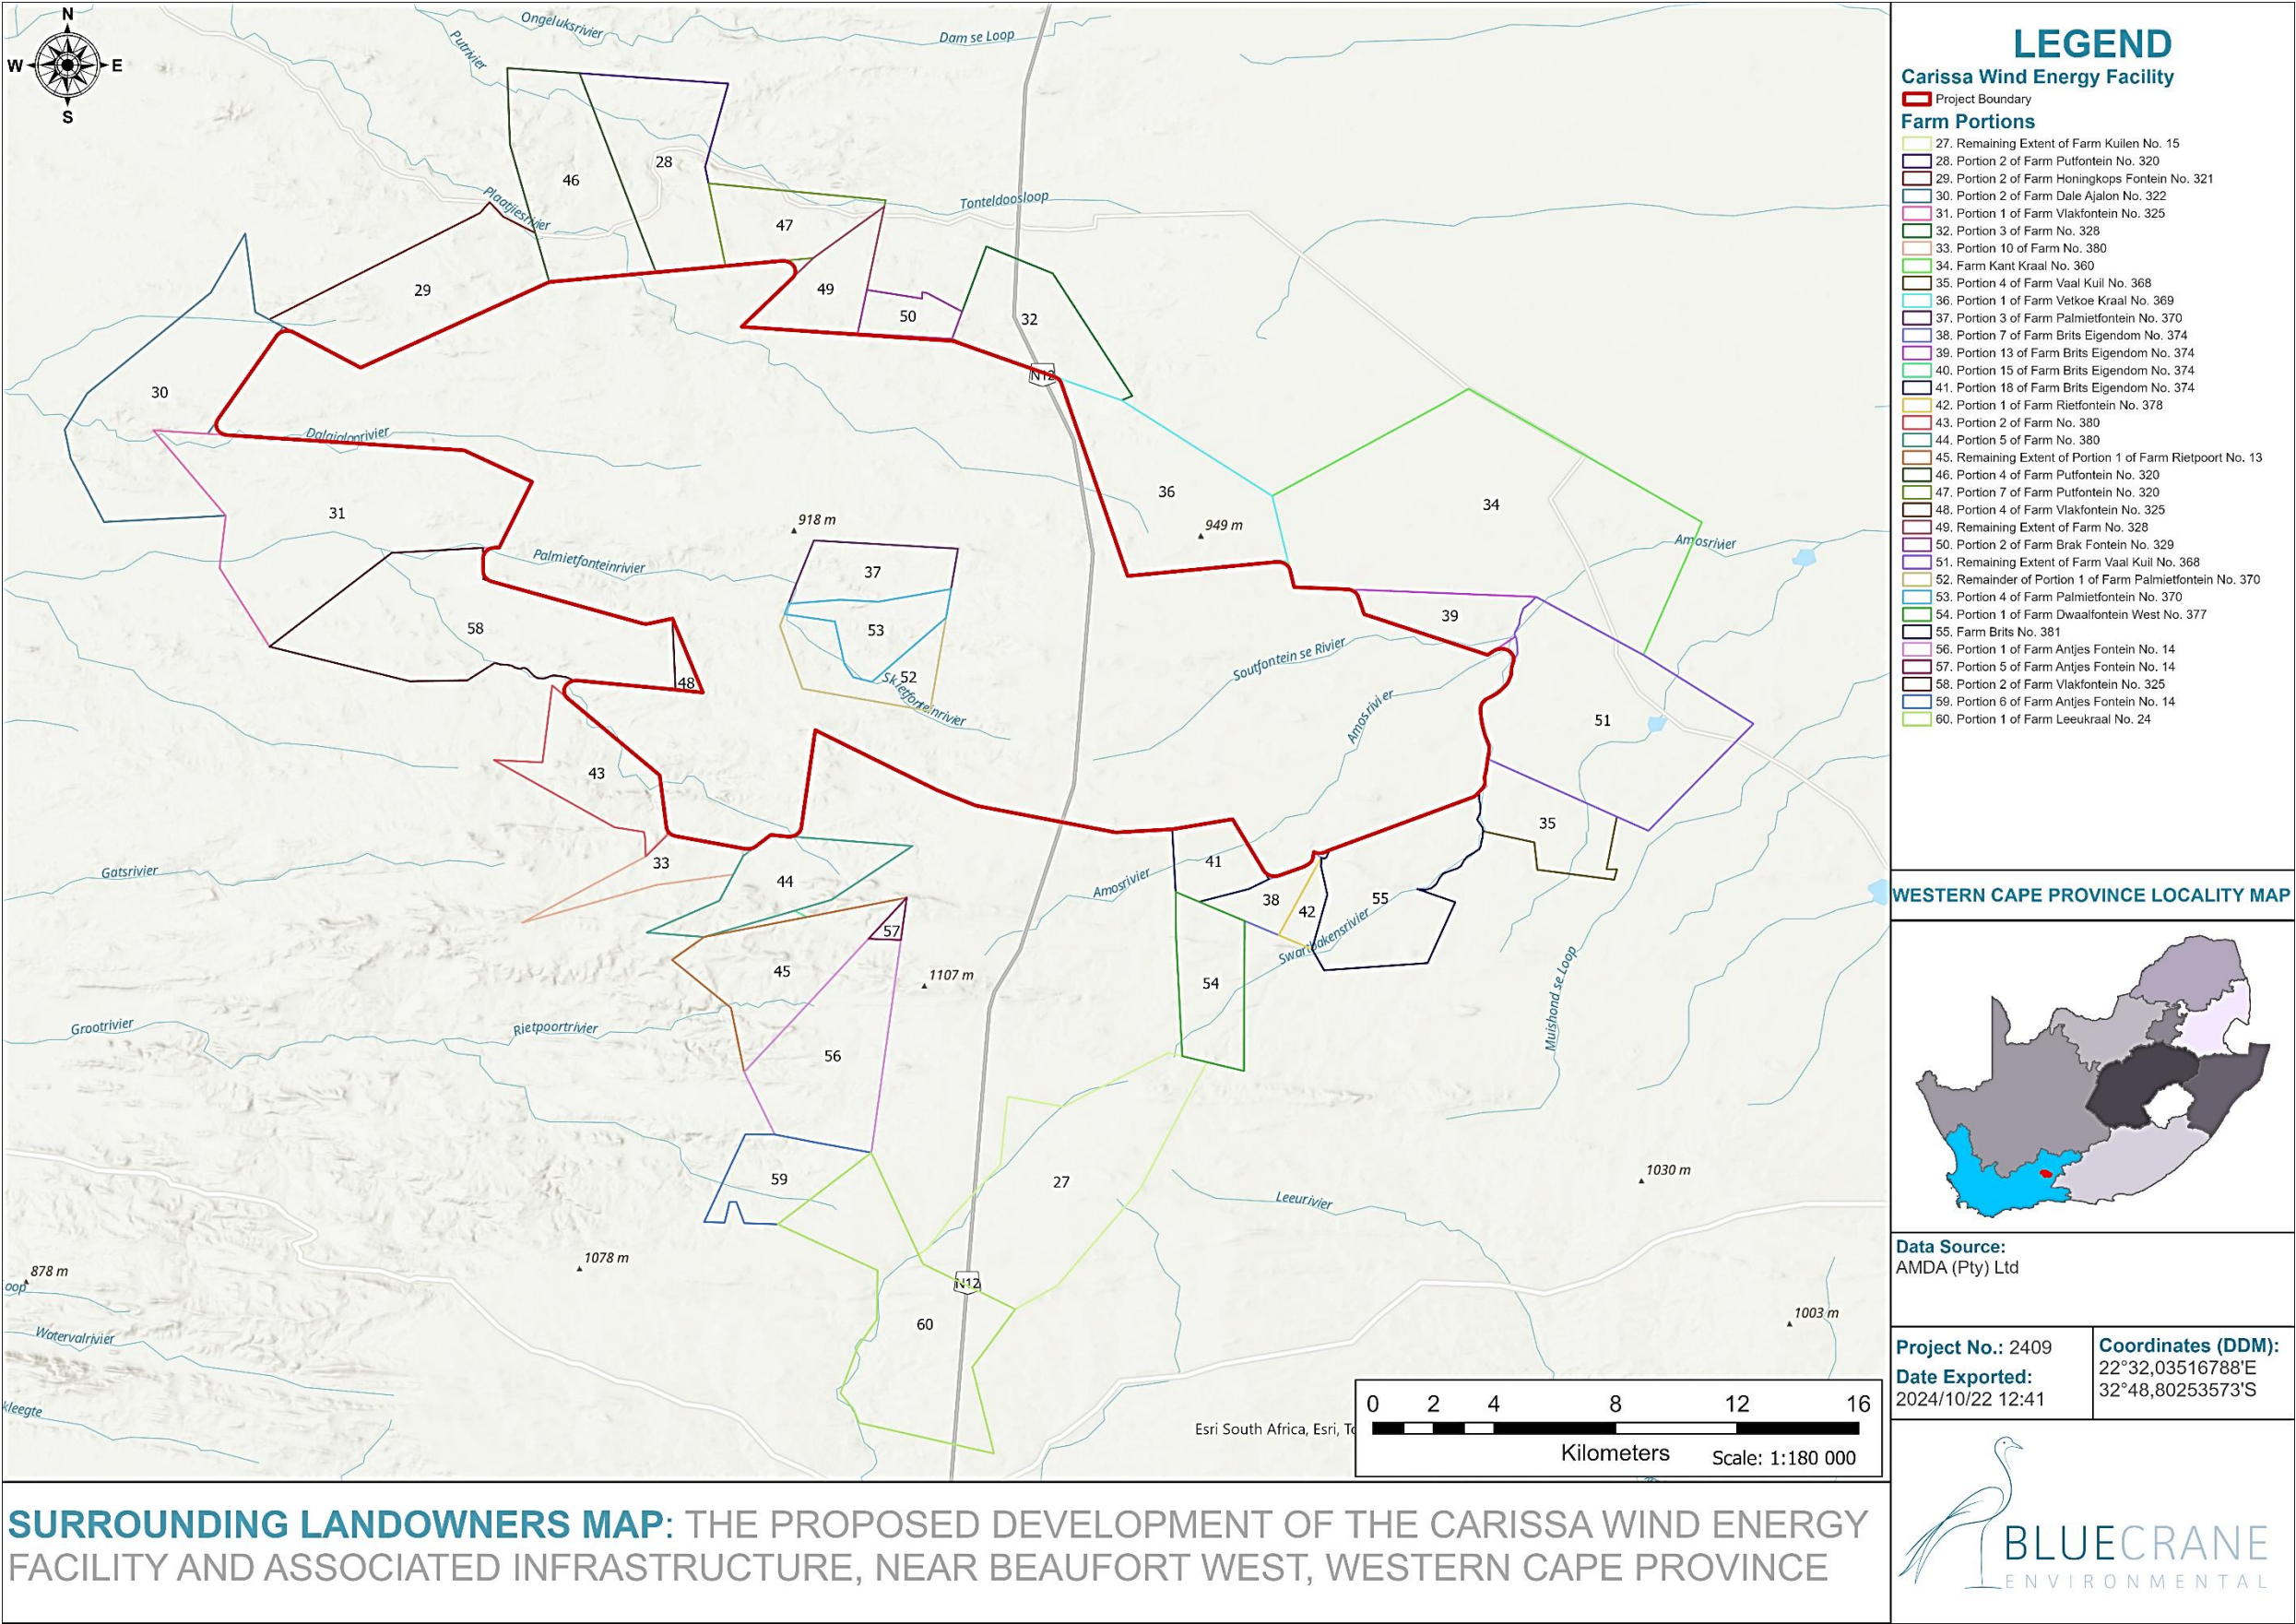 N
W E
S
Ongeluksrivier
Putrivier
Dam se Loop
28
46
Plaatjiesrivier
Tonteldoosloop
47
29
49
50
32
N12
30
Dalajalonrivier
36
34
31
918 m
949 m
Amosrivier
Palmietfonteinrivier
37
39
58
53
Soutfontein se Rivier
48
52
Skietfonteinrivier
Amosrivier
51
43
35
33
41
44
Gatsrivier
Amosrivier
38
55
42
57
Swartbakensrivier
45
1107 m
54
Muishond se Loop
Grootrivier
Rietpoortrivier
56
59
27
1030 m
Leeurivier
1078 m
878 m
oop
N12
1003 m
60
Watervalrivier
kleegte
Esri South Africa, Esri, To
0 2 4 8 12 16
Kilometers Scale: 1:180 000
LEGEND
Carissa Wind Energy Facility
Project Boundary
Farm Portions
27. Remaining Extent of Farm Kuilen No. 15
28. Portion 2 of Farm Putfontein No. 320
29. Portion 2 of Farm Honingkops Fontein No. 321
30. Portion 2 of Farm Dale Ajalon No. 322
31. Portion 1 of Farm Vlakfontein No. 325
32. Portion 3 of Farm No. 328
33. Portion 10 of Farm No. 380
34. Farm Kant Kraal No. 360
35. Portion 4 of Farm Vaal Kuil No. 368
36. Portion 1 of Farm Vetkoe Kraal No. 369
37. Portion 3 of Farm Palmietfontein No. 370
38. Portion 7 of Farm Brits Eigendom No. 374
39. Portion 13 of Farm Brits Eigendom No. 374
40. Portion 15 of Farm Brits Eigendom No. 374
41. Portion 18 of Farm Brits Eigendom No. 374
42. Portion 1 of Farm Rietfontein No. 378
43. Portion 2 of Farm No. 380
44. Portion 5 of Farm No. 380
45. Remaining Extent of Portion 1 of Farm Rietpoort No. 13
46. Portion 4 of Farm Putfontein No. 320
47. Portion 7 of Farm Putfontein No. 320
48. Portion 4 of Farm Vlakfontein No. 325
49. Remaining Extent of Farm No. 328
50. Portion 2 of Farm Brak Fontein No. 329
51. Remaining Extent of Farm Vaal Kuil No. 368
52. Remainder of Portion 1 of Farm Palmietfontein No. 370
53. Portion 4 of Farm Palmietfontein No. 370
54. Portion 1 of Farm Dwaalfontein West No. 377
55. Farm Brits No. 381
56. Portion 1 of Farm Antjes Fontein No. 14
57. Portion 5 of Farm Antjes Fontein No. 14
58. Portion 2 of Farm Vlakfontein No. 325
59. Portion 6 of Farm Antjes Fontein No. 14
60. Portion 1 of Farm Leeukraal No. 24
WESTERN CAPE PROVINCE LOCALITY MAP
Data Source:
AMDA (Pty) Ltd
Project No.: 2409
Date Exported:
2024/10/22 12:41
Coordinates (DDM):
22°32,03516788'E
32°48,80253573'S
BLUECRANE
ENVIRONMENTAL
SURROUNDING LANDOWNERS MAP: THE PROPOSED DEVELOPMENT OF THE CARISSA WIND ENERGY
FACILITY AND ASSOCIATED INFRASTRUCTURE, NEAR BEAUFORT WEST, WESTERN CAPE PROVINCE